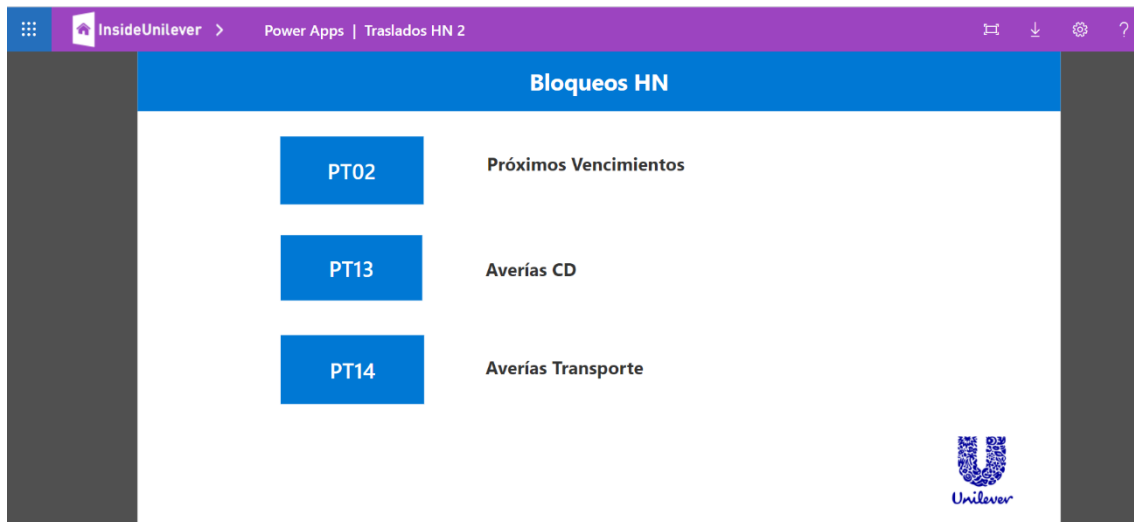 InsideUnilever > Power Apps | Traslados HN 2 ?
Bloqueos HN
PT02 Próximos Vencimientos
PT13 Averías CD
PT14 Averías Transporte
Unilever